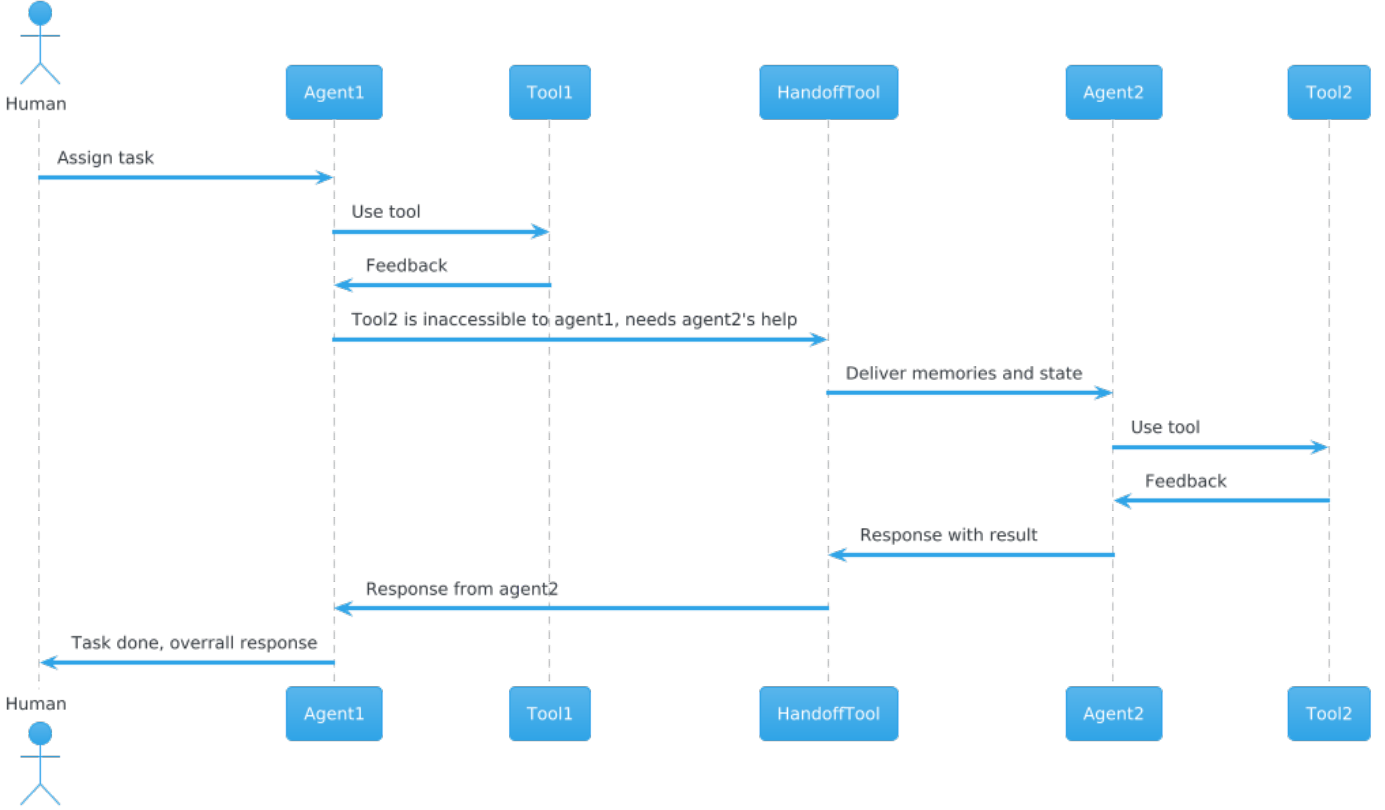 Human
Agent1
Tool1
HandoffTool
Agent2
Tool2
Assign task
Use tool
Feedback
Tool2 is inaccessible to agent1, needs agent2's help
Deliver memories and state
Use tool
Feedback
Response with result
Response from agent2
Task done, overrall response
Human
Agent1
Tool1
HandoffTool
Agent2
Tool2